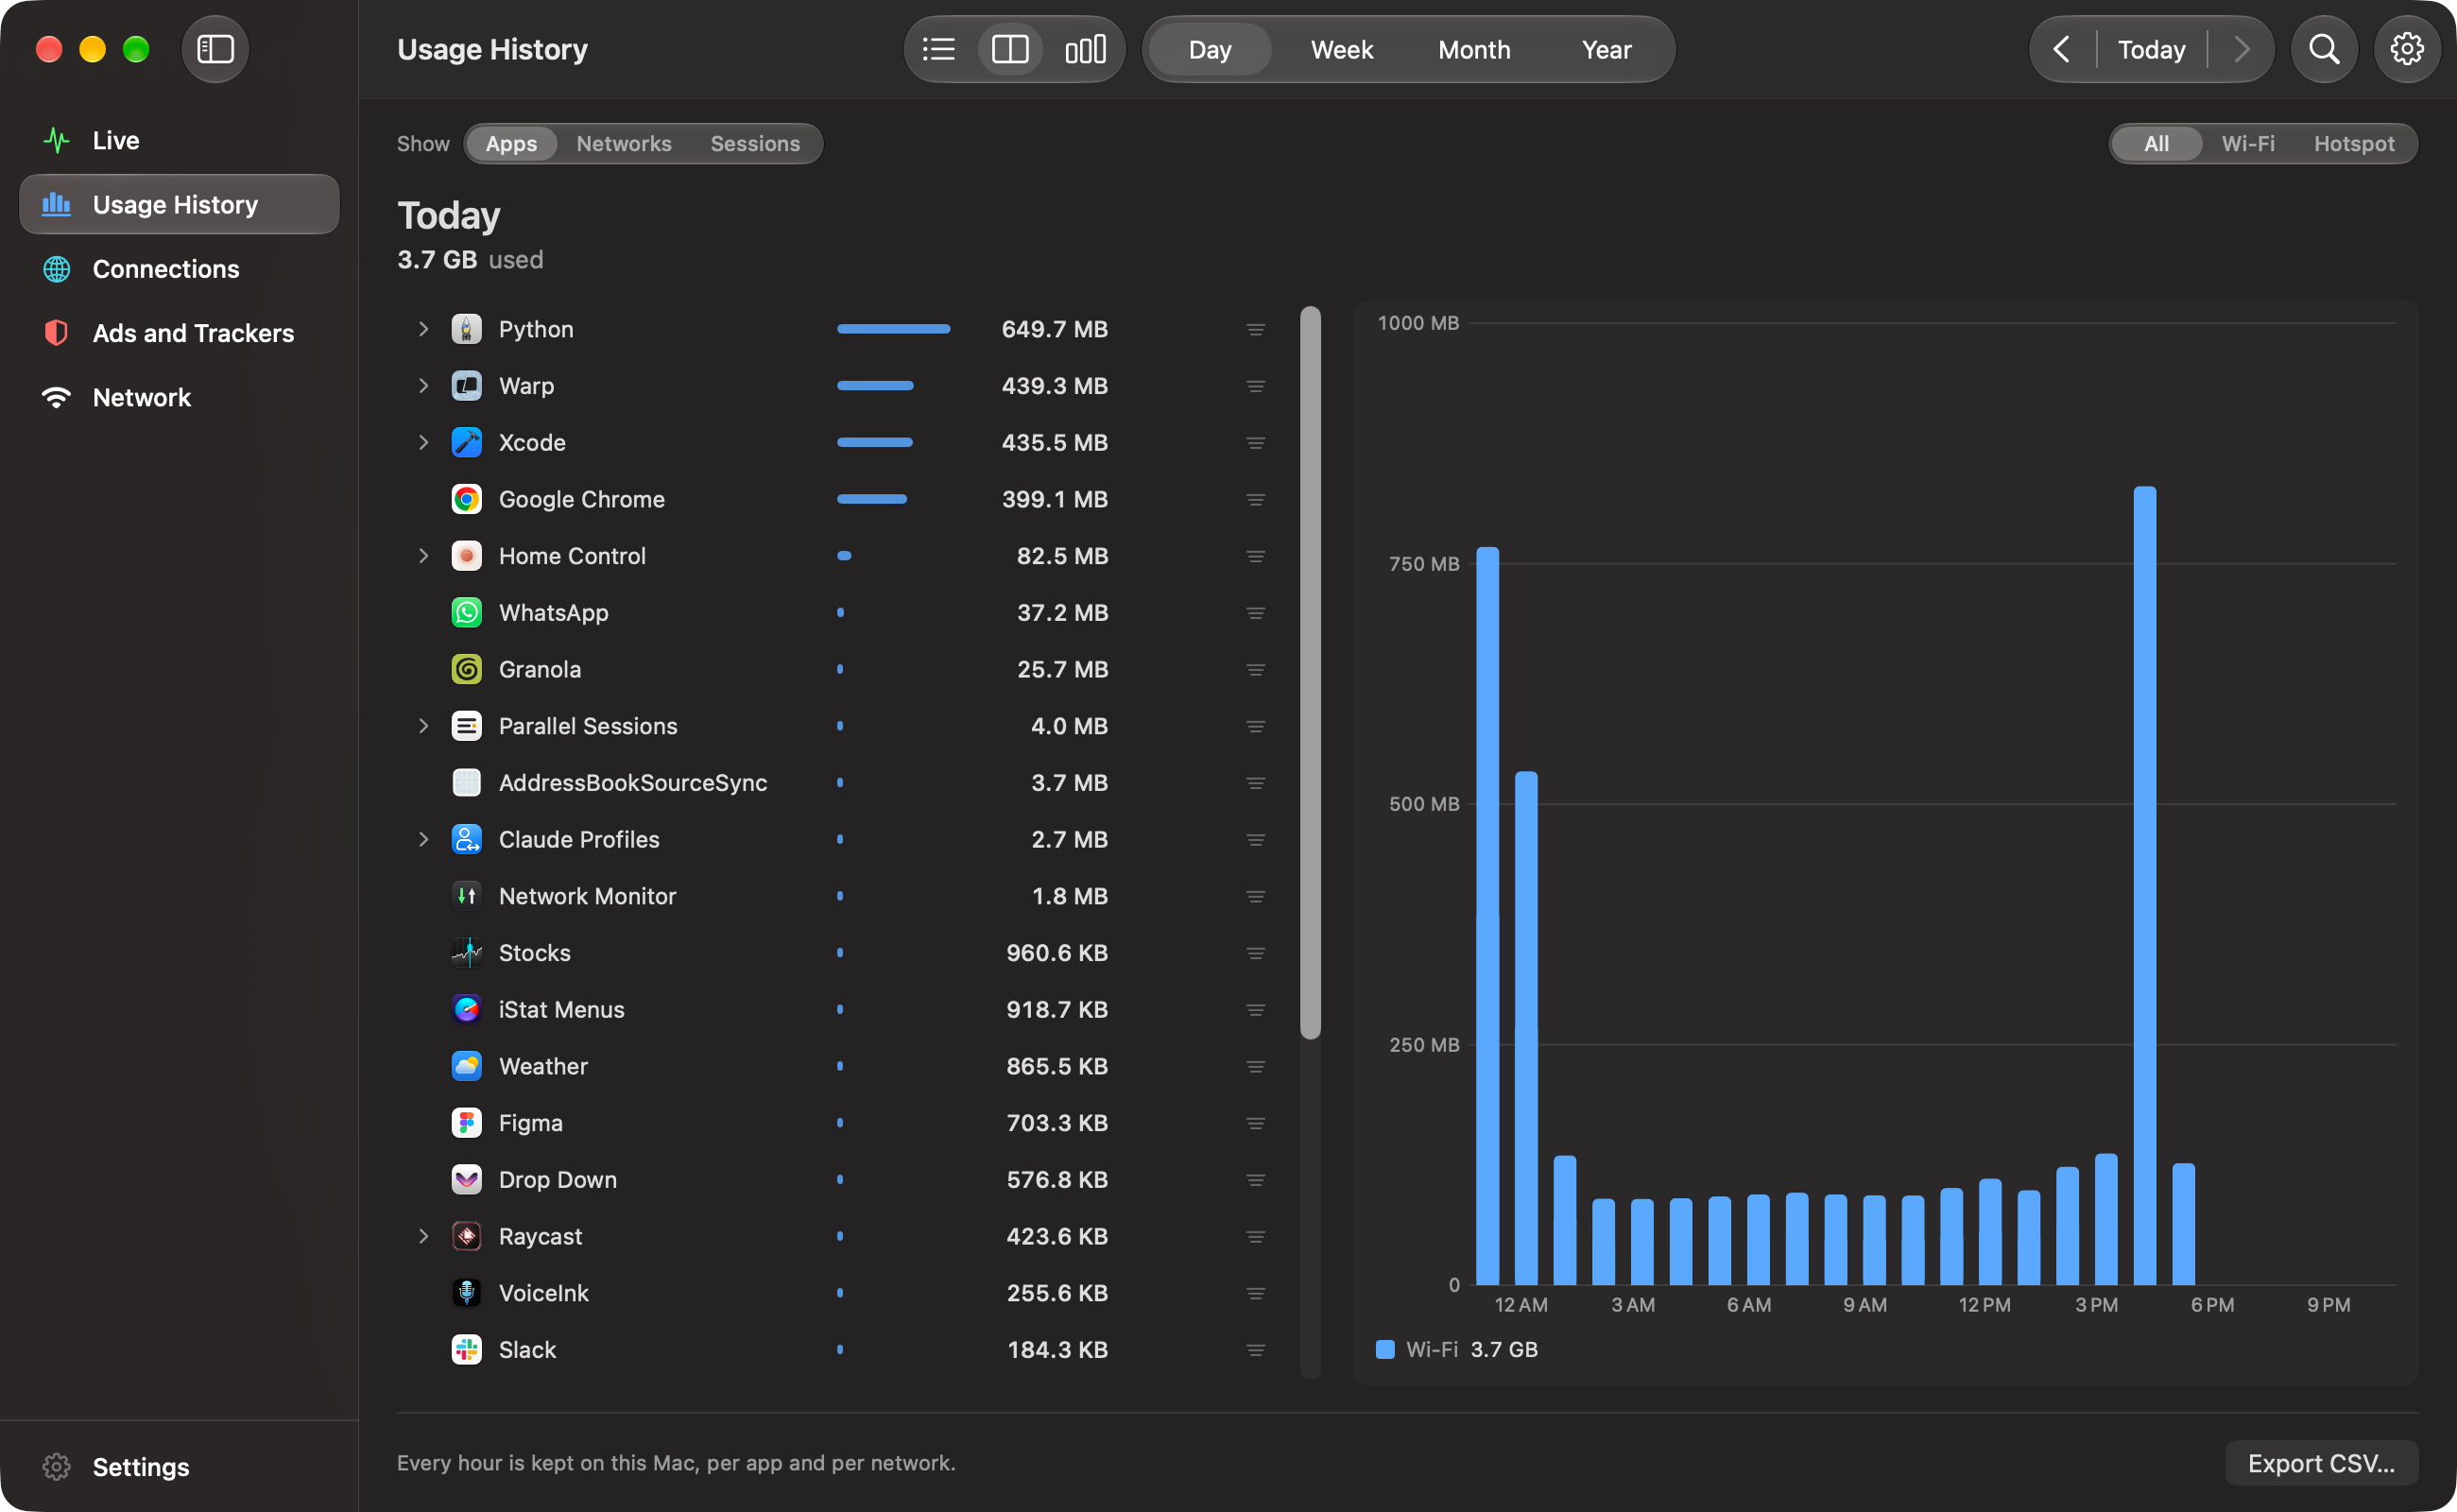 Usage History
Day Week Month Year
Today
Live
Usage History
Connections
Ads and Trackers
Network
Settings
Show Apps Networks Sessions
All Wi-Fi Hotspot
Today
3.7 GB used
Python 649.7 MB
Warp 439.3 MB
Xcode 435.5 MB
Google Chrome 399.1 MB
Home Control 82.5 MB
WhatsApp 37.2 MB
Granola 25.7 MB
Parallel Sessions 4.0 MB
AddressBookSourceSync 3.7 MB
Claude Profiles 2.7 MB
Network Monitor 1.8 MB
Stocks 960.6 KB
iStat Menus 918.7 KB
Weather 865.5 KB
Figma 703.3 KB
Drop Down 576.8 KB
Raycast 423.6 KB
VoiceInk 255.6 KB
Slack 184.3 KB
1000 MB
750 MB
500 MB
250 MB
0
12 AM 3 AM 6 AM 9 AM 12 PM 3 PM 6 PM 9 PM
Wi-Fi 3.7 GB
Every hour is kept on this Mac, per app and per network.
Export CSV...